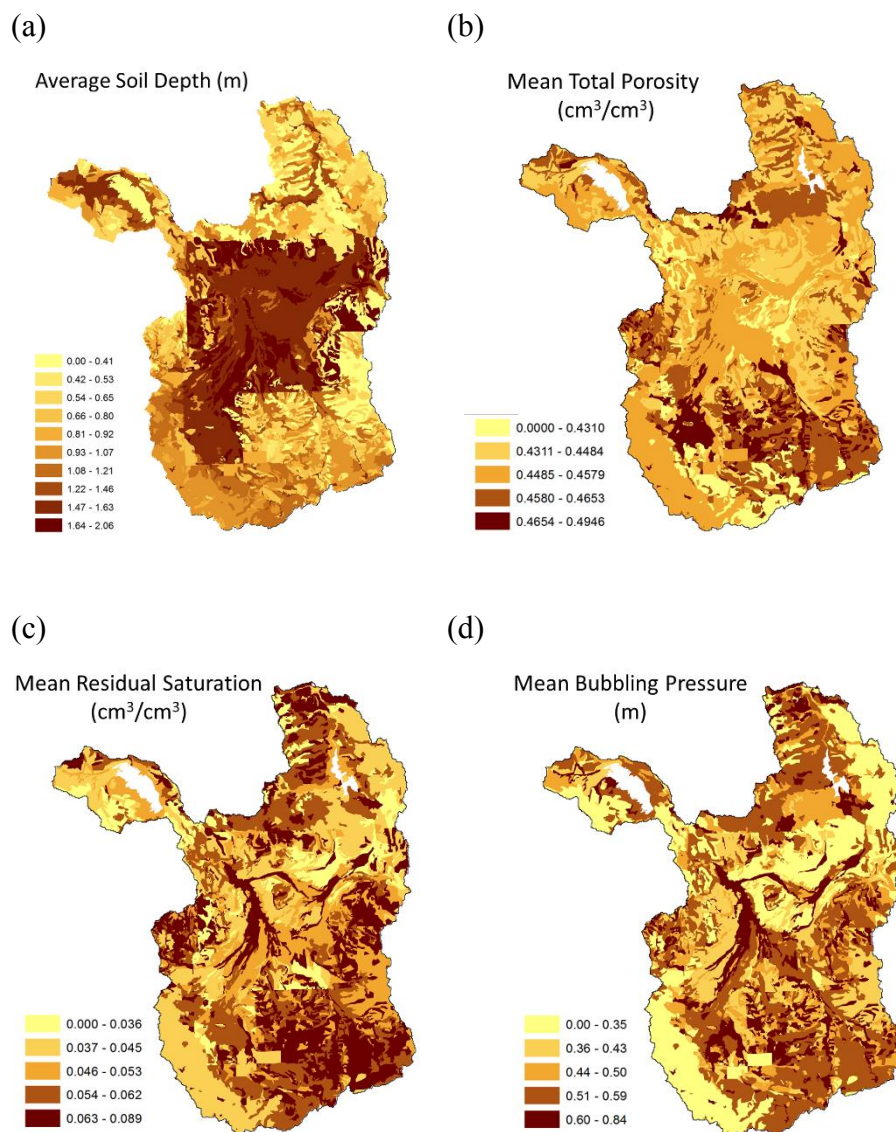 (a)
Average Soil Depth (m)
0.00 - 0.41
0.42 - 0.53
0.54 - 0.65
0.66 - 0.80
0.81 - 0.92
0.93 - 1.07
1.08 - 1.21
1.22 - 1.46
1.47 - 1.63
1.64 - 2.06
(b)
Mean Total Porosity
(cm³/cm³)
0.0000 - 0.4310
0.4311 - 0.4484
0.4485 - 0.4579
0.4580 - 0.4653
0.4654 - 0.4946
(c)
Mean Residual Saturation
(cm³/cm³)
0.000 - 0.036
0.037 - 0.045
0.046 - 0.053
0.054 - 0.062
0.063 - 0.089
(d)
Mean Bubbling Pressure
(m)
0.00 - 0.35
0.36 - 0.43
0.44 - 0.50
0.51 - 0.59
0.60 - 0.84